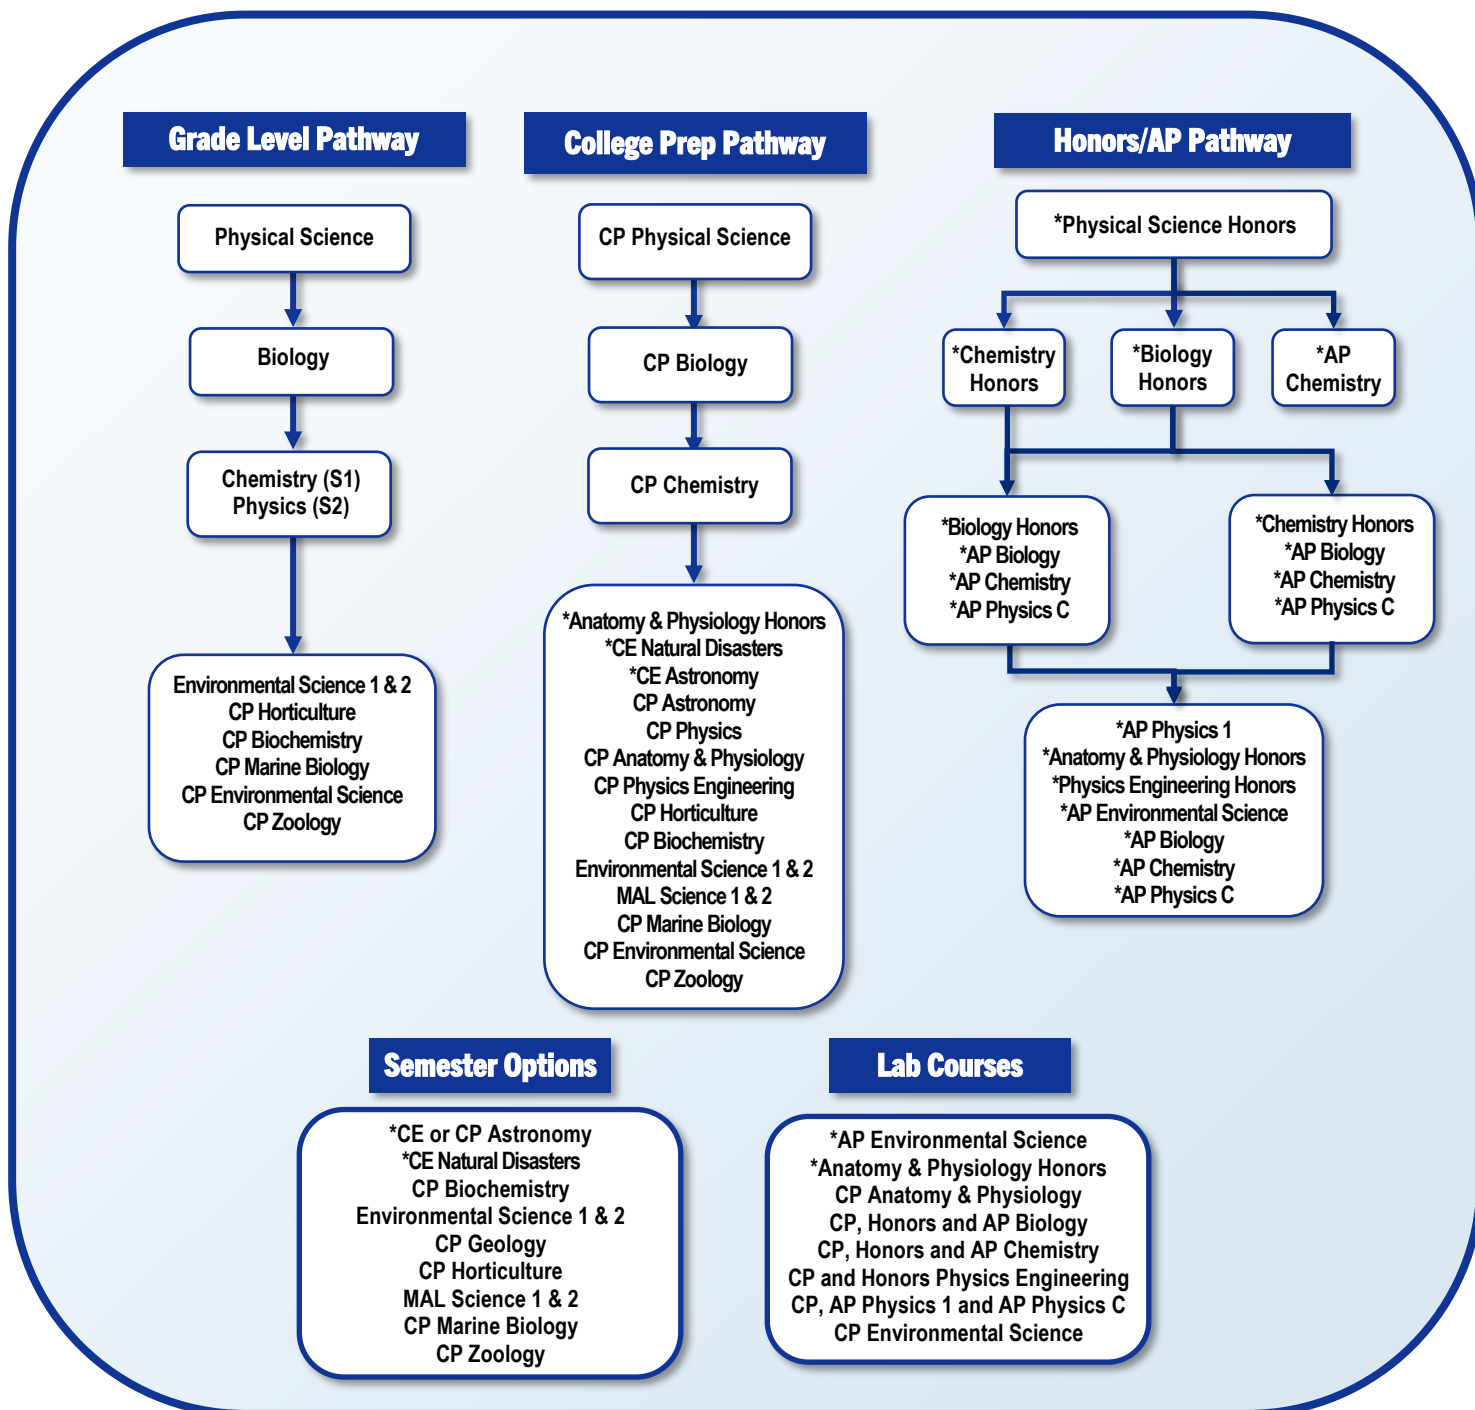 Grade Level Pathway
Physical Science
Biology
Chemistry (S1)
Physics (S2)
Environmental Science 1 & 2
CP Horticulture
CP Biochemistry
CP Marine Biology
CP Environmental Science
CP Zoology
College Prep Pathway
CP Physical Science
CP Biology
CP Chemistry
*Anatomy & Physiology Honors
*CE Natural Disasters
*CE Astronomy
CP Astronomy
CP Physics
CP Anatomy & Physiology
CP Physics Engineering
CP Horticulture
CP Biochemistry
Environmental Science 1 & 2
MAL Science 1 & 2
CP Marine Biology
CP Environmental Science
CP Zoology
Honors/AP Pathway
*Physical Science Honors
*Chemistry
Honors
*Biology
Honors
*AP
Chemistry
*Biology Honors
*AP Biology
*AP Chemistry
*AP Physics C
*Chemistry Honors
*AP Biology
*AP Chemistry
*AP Physics C
*AP Physics 1
*Anatomy & Physiology Honors
*Physics Engineering Honors
*AP Environmental Science
*AP Biology
*AP Chemistry
*AP Physics C
Semester Options
*CE or CP Astronomy
*CE Natural Disasters
CP Biochemistry
Environmental Science 1 & 2
CP Geology
CP Horticulture
MAL Science 1 & 2
CP Marine Biology
CP Zoology
Lab Courses
*AP Environmental Science
*Anatomy & Physiology Honors
CP Anatomy & Physiology
CP, Honors and AP Biology
CP, Honors and AP Chemistry
CP and Honors Physics Engineering
CP, AP Physics 1 and AP Physics C
CP Environmental Science